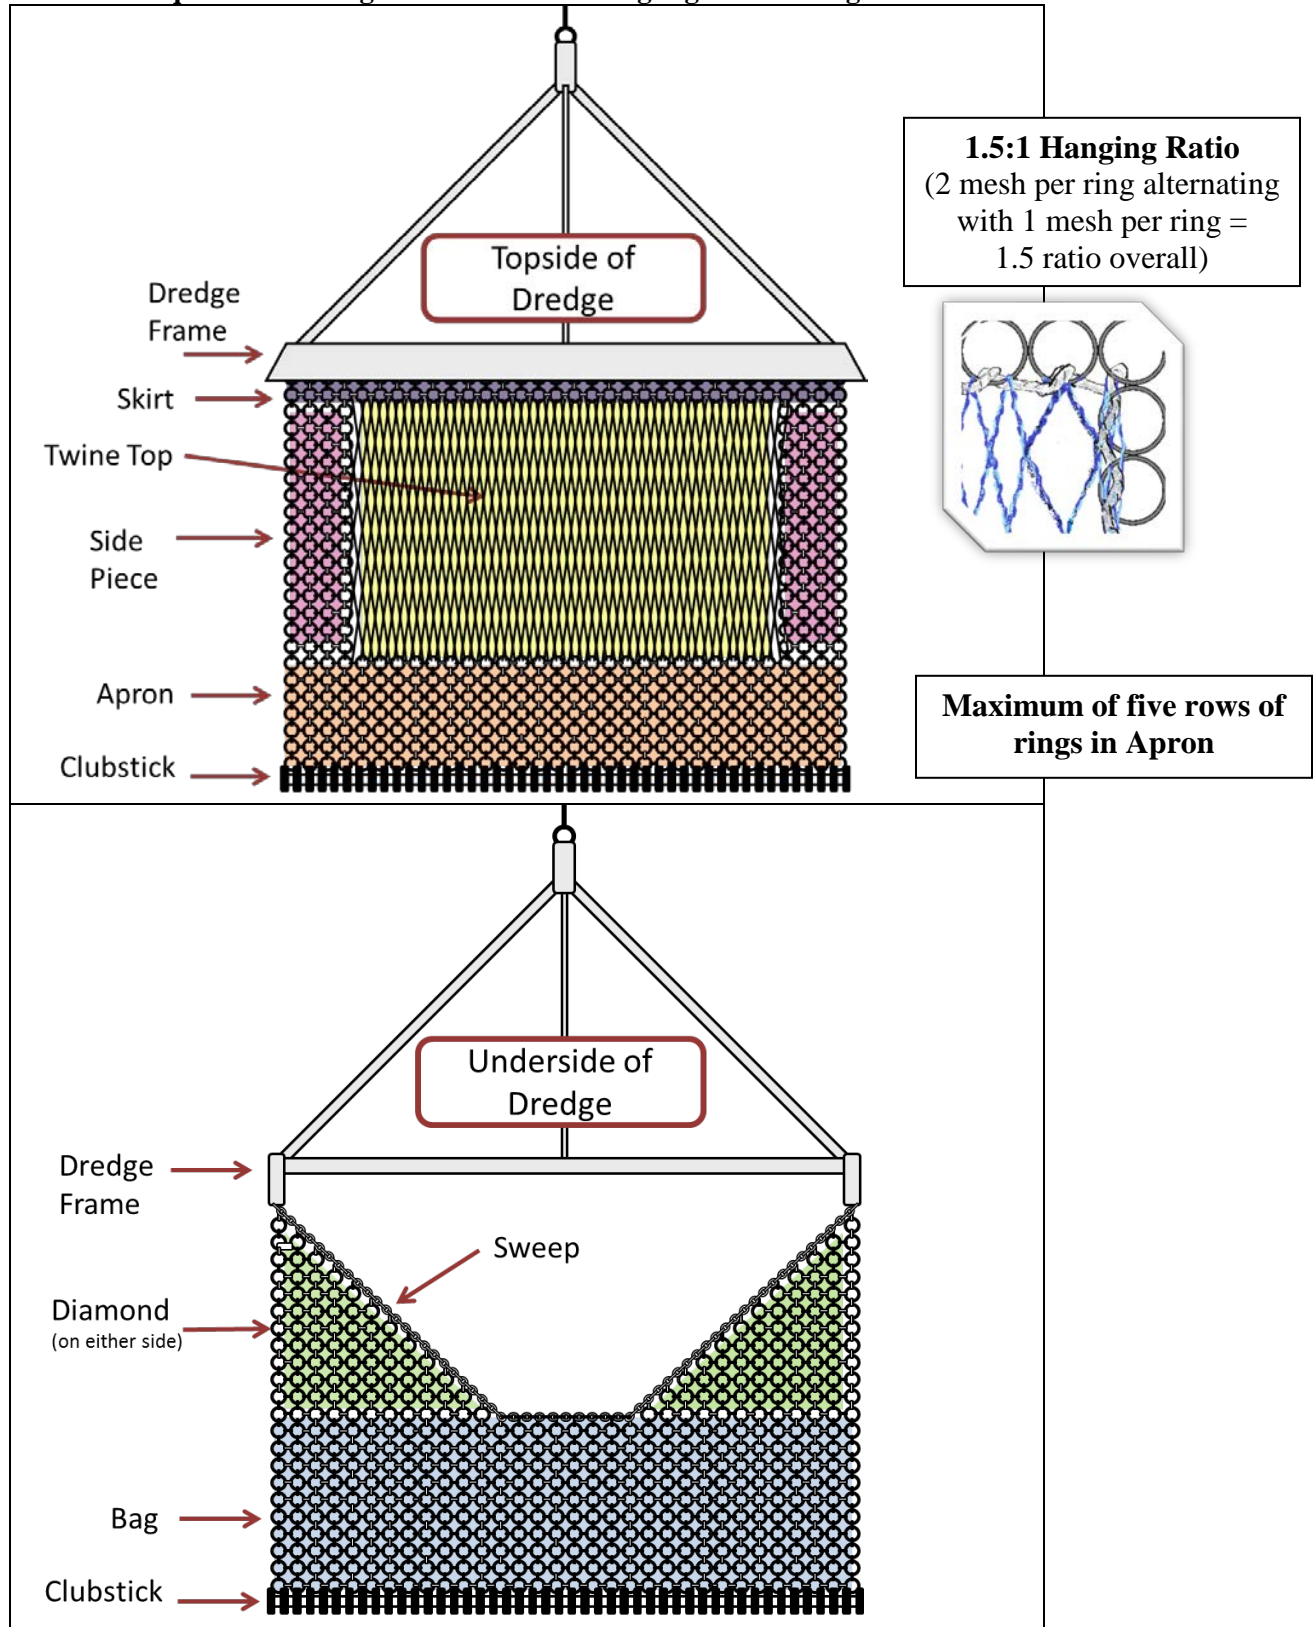 Topside of
Dredge
Dredge
Frame
Skirt
Twine Top
Side
Piece
Apron
Clubstick
1.5:1 Hanging Ratio
(2 mesh per ring alternating
with 1 mesh per ring =
1.5 ratio overall)
Maximum of five rows of
rings in Apron
Underside of
Dredge
Dredge
Frame
Sweep
Diamond
(on either side)
Bag
Clubstick